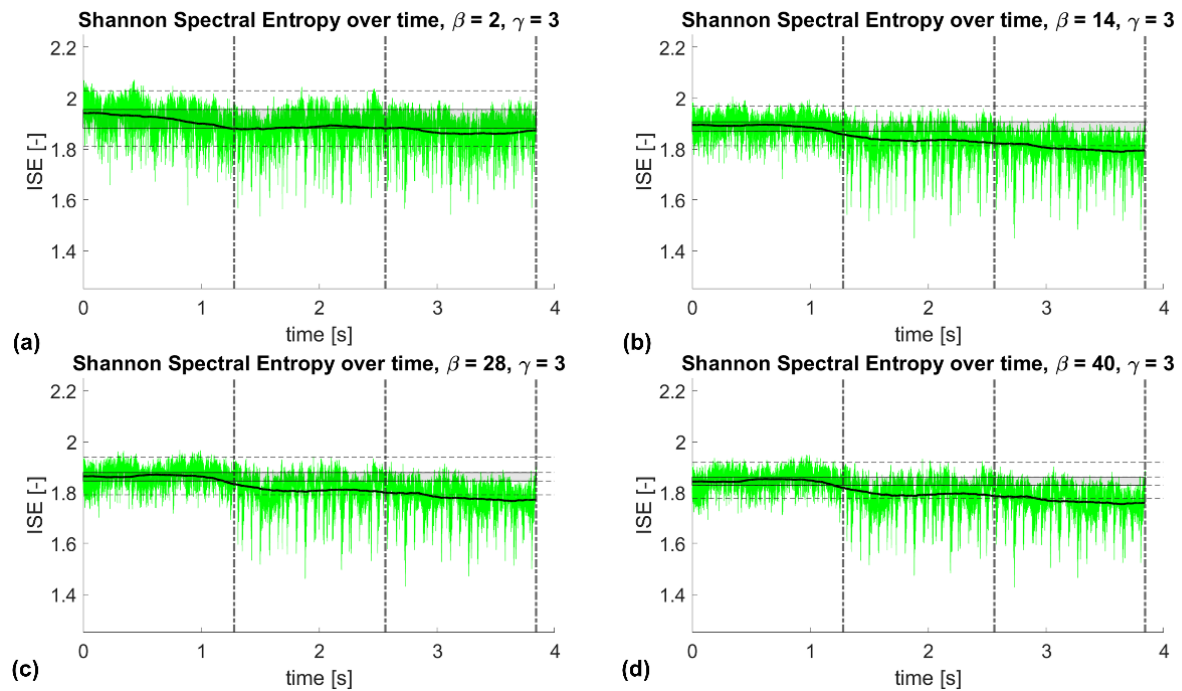 Shannon Spectral Entropy over time, β = 2, γ = 3
2.2
2
1.8
1.6
1.4
ISE [-]
0
1
2
3
4
time [s]
(a)
Shannon Spectral Entropy over time, β = 14, γ = 3
2.2
2
1.8
1.6
1.4
ISE [-]
0
1
2
3
4
time [s]
(b)
Shannon Spectral Entropy over time, β = 28, γ = 3
2.2
2
1.8
1.6
1.4
ISE [-]
0
1
2
3
4
time [s]
(c)
Shannon Spectral Entropy over time, β = 40, γ = 3
2.2
2
1.8
1.6
1.4
ISE [-]
0
1
2
3
4
time [s]
(d)